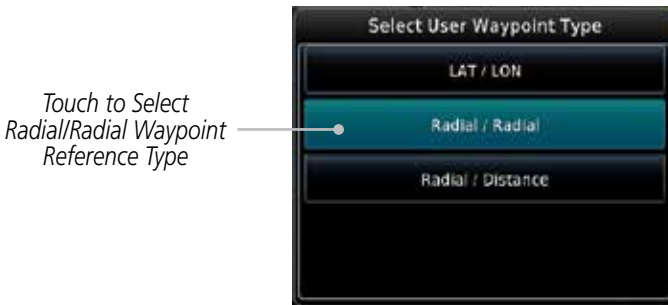 Select User Waypoint Type
LAT / LON
Touch to Select
Radial/Radial Waypoint
Reference Type
Radial / Radial
Radial / Distance